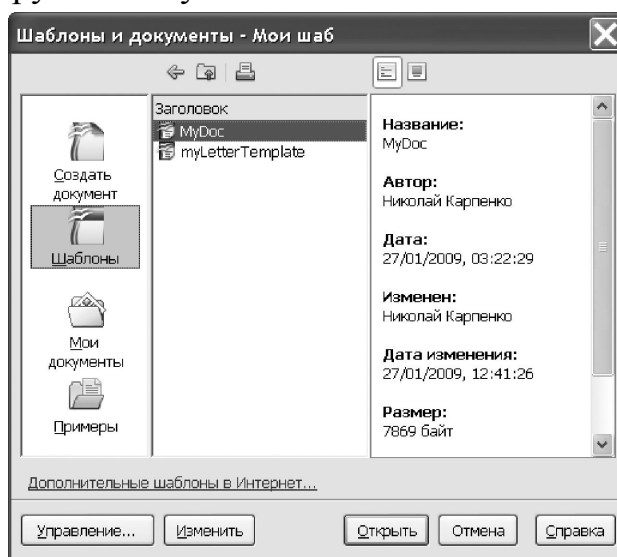 Шаблоны и документы - Мои шаб
Создать
документ
Шаблоны
Мои
документы
Примеры
Заголовок
MyDoc
myLetterTemplate
Название:
MyDoc
Автор:
Николай Карпенко
Дата:
27/01/2009, 03:22:29
Изменен:
Николай Карпенко
Дата изменения:
27/01/2009, 12:41:26
Размер:
7869 байт
Дополнительные шаблоны в Интернет...
Управление...
Изменить
Открыть
Отмена
Справка